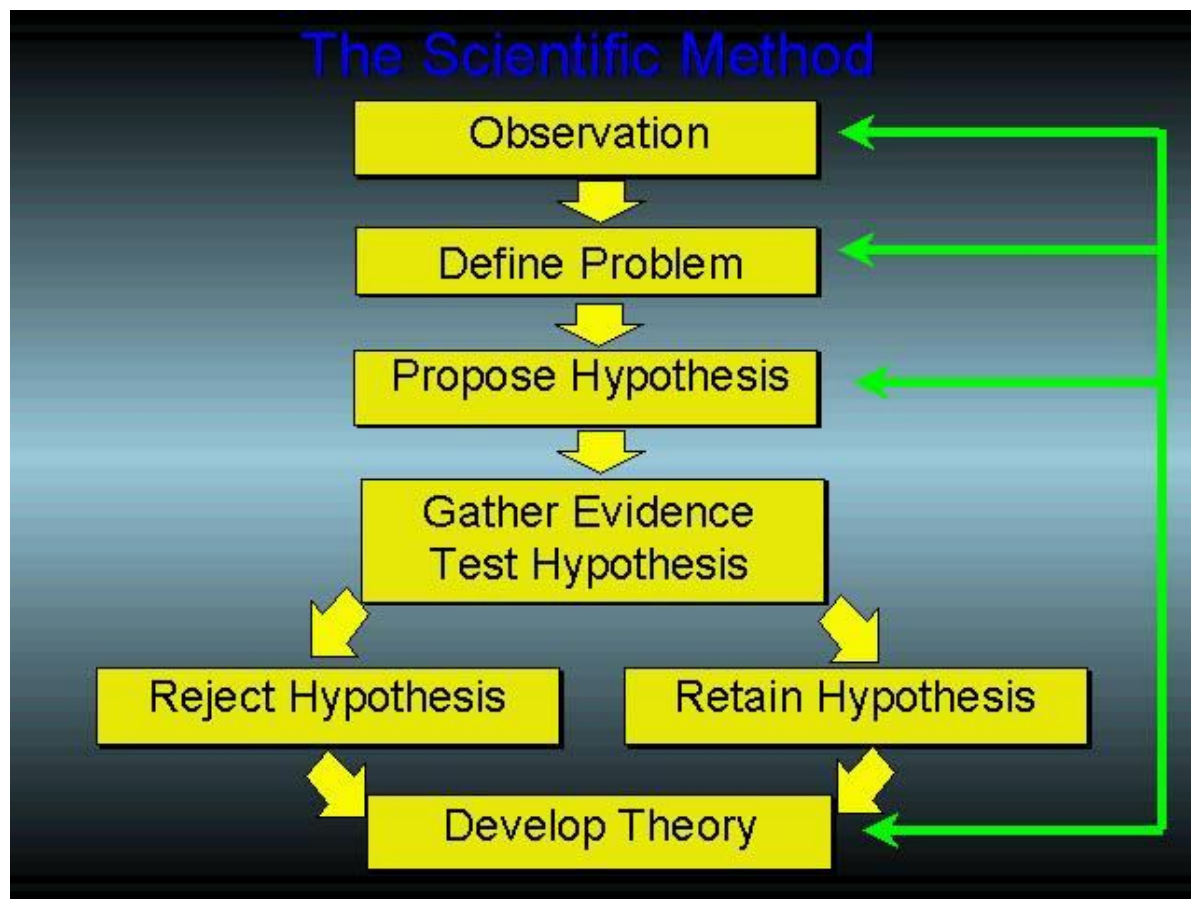 The Scientific Method
Observation
Define Problem
Propose Hypothesis
Gather Evidence
Test Hypothesis
Reject Hypothesis
Retain Hypothesis
Develop Theory